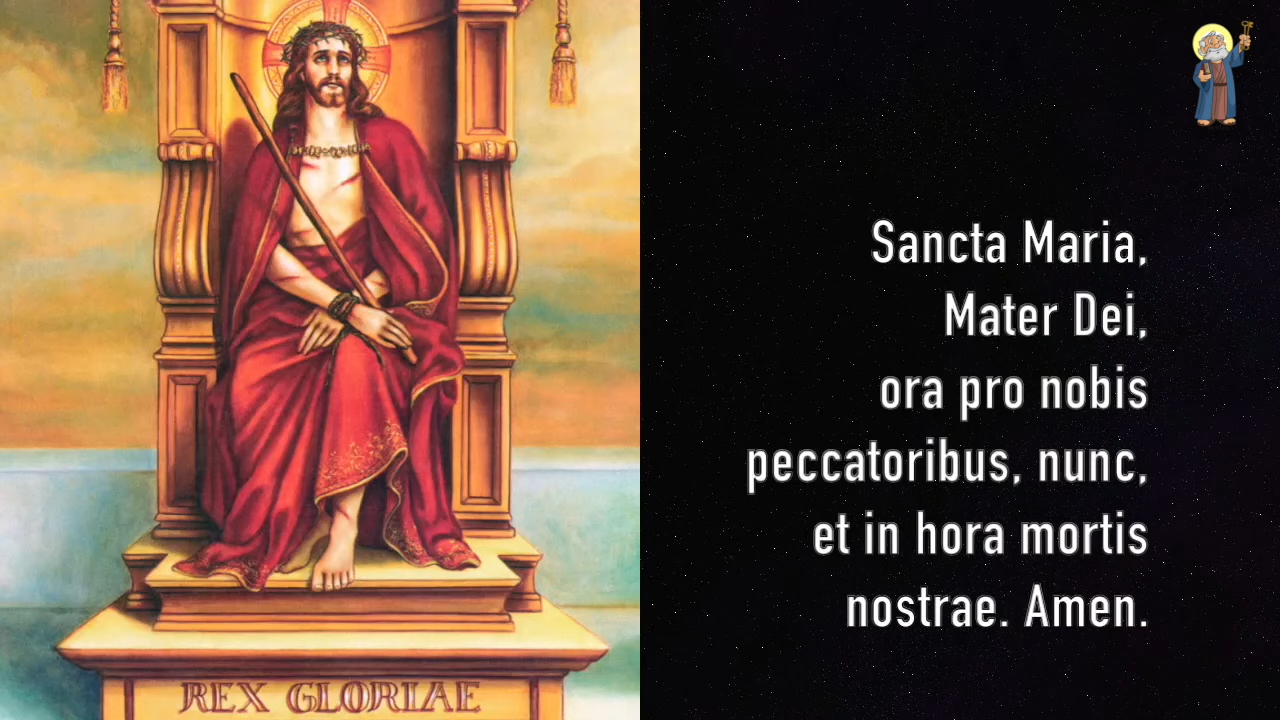 REX GLORIAE
Sancta Maria,
Mater Dei,
ora pro nobis
peccatoribus, nunc,
et in hora mortis
nostrae. Amen.